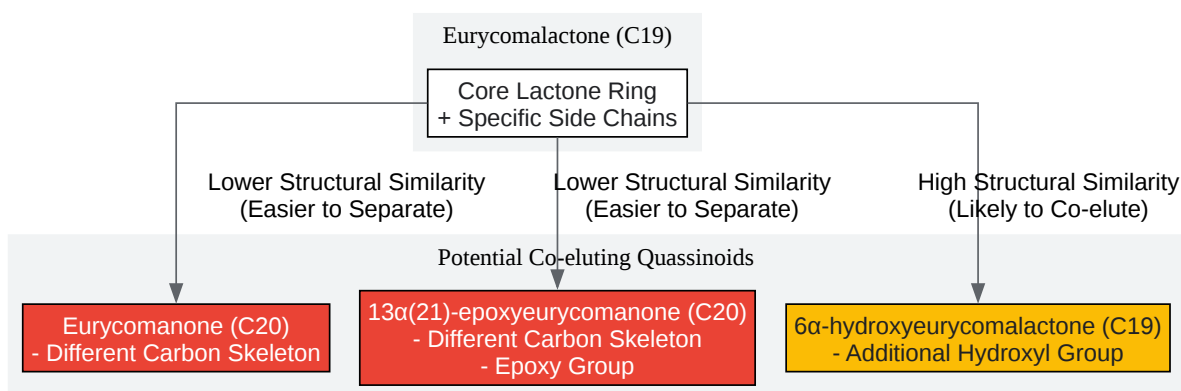 Eurycomalactone (C19)
Core Lactone Ring
+ Specific Side Chains
Lower Structural Similarity
(Easier to Separate)
Lower Structural Similarity
(Easier to Separate)
High Structural Similarity
(Likely to Co-elute)
Potential Co-eluting Quassinoids
Eurycomanone (C20)
- Different Carbon Skeleton
13α(21)-epoxyeurycomanone (C20)
- Different Carbon Skeleton
- Epoxy Group
6α-hydroxyeurycomalactone (C19)
- Additional Hydroxyl Group